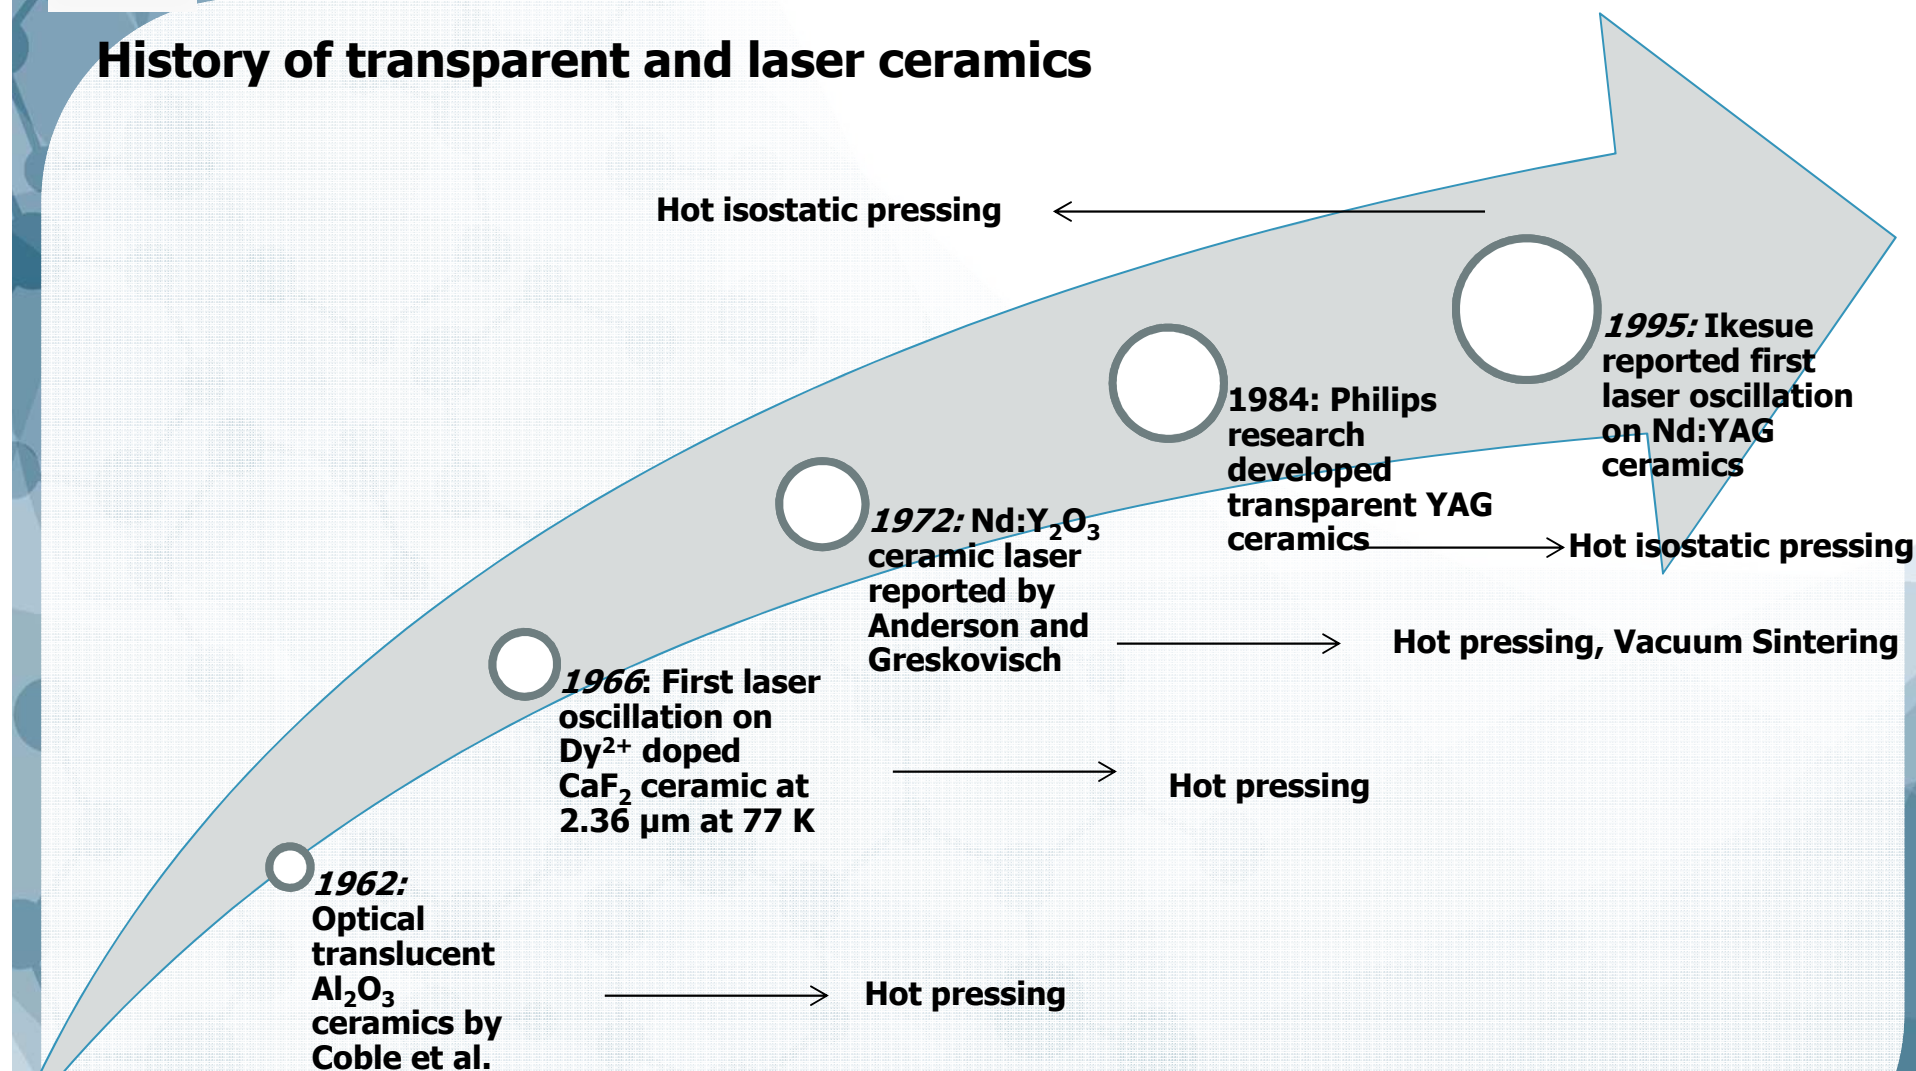 History of transparent and laser ceramics
Hot isostatic pressing
1995: Ikesue
reported first
laser oscillation
on Nd:YAG
ceramics
1984: Philips
research
developed
transparent YAG
ceramics
Hot isostatic pressing
1972: Nd:Y₂O₃
ceramic laser
reported by
Anderson and
Greskovisch
Hot pressing, Vacuum Sintering
1966: First laser
oscillation on
Dy²⁺ doped
CaF₂ ceramic at
2.36 µm at 77 K
Hot pressing
1962:
Optical
translucent
Al₂O₃
ceramics by
Coble et al.
Hot pressing